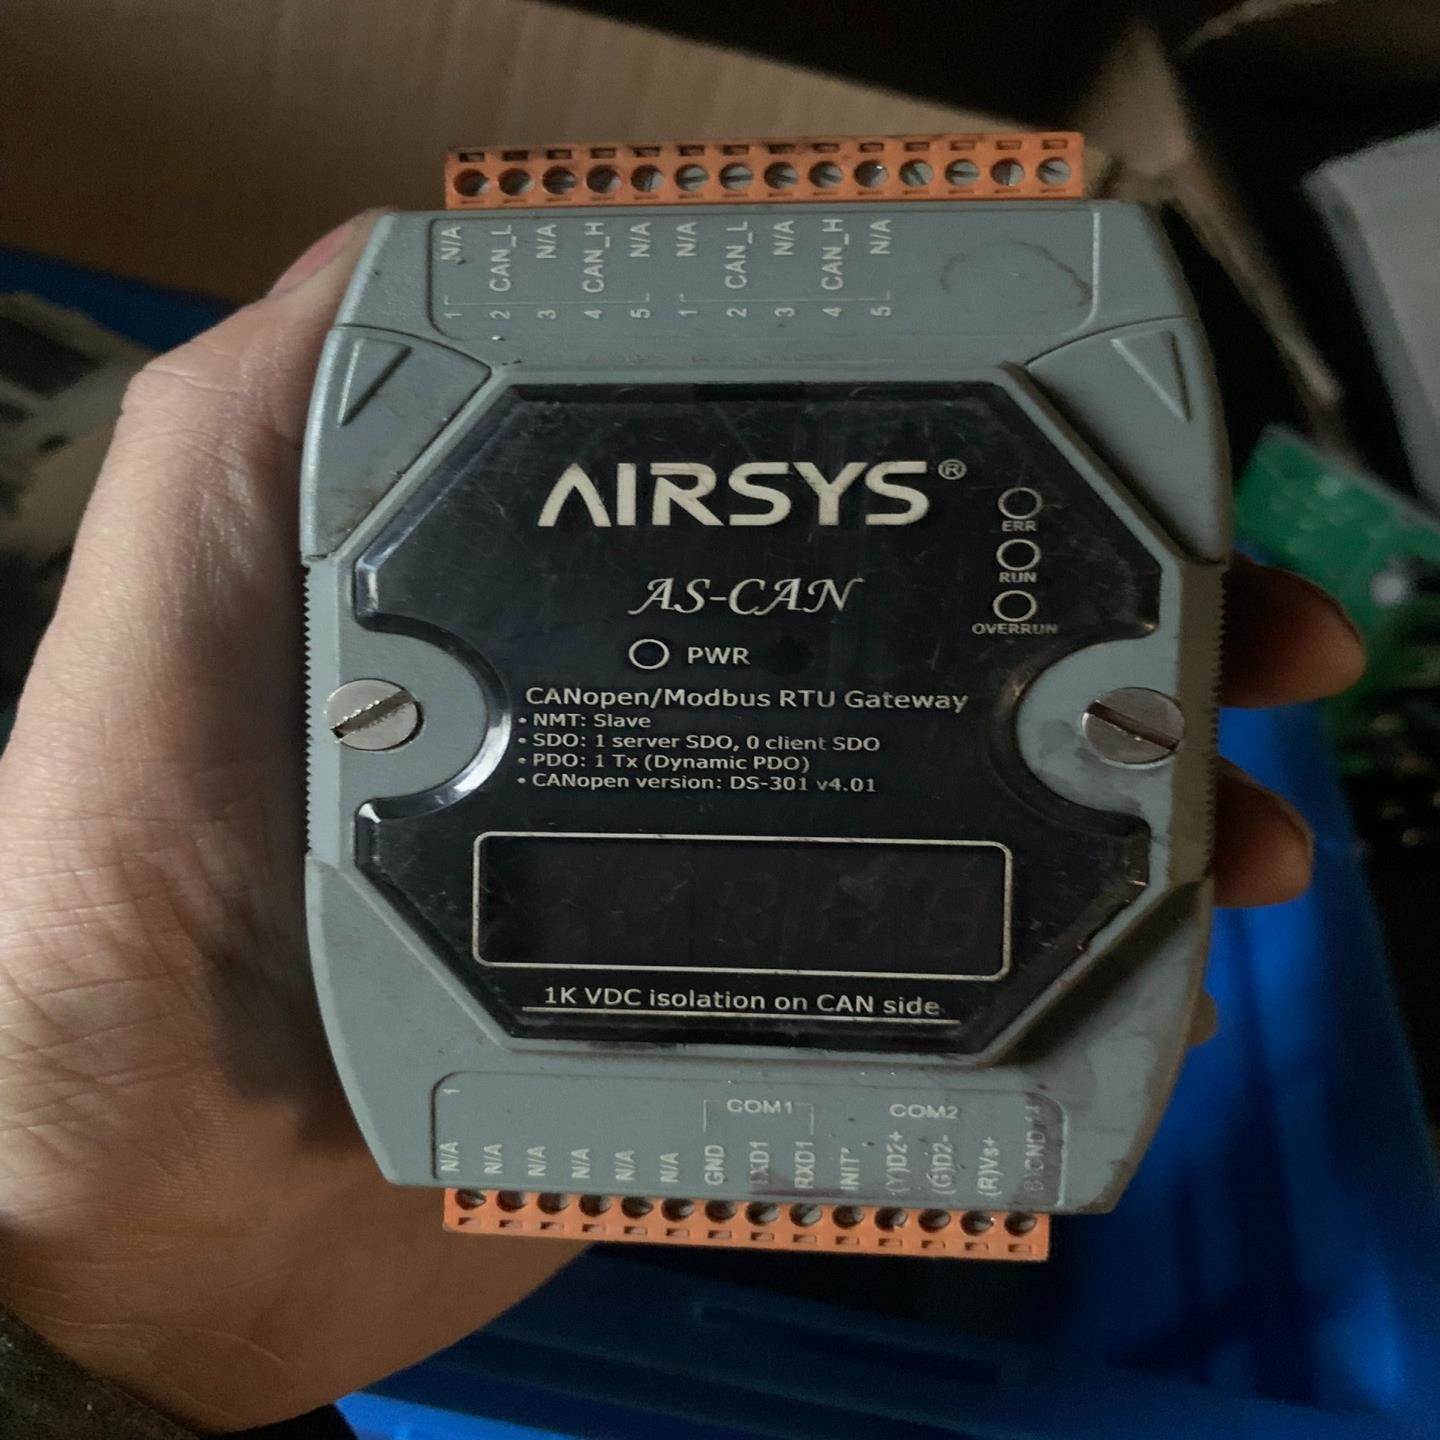 N/A CAN_L N/A CAN_H N/A N/A CAN_L N/A CAN_H N/A
1 2 3 4 5 1 2 3 4 5
AIRSYS®
ERR
RUN
OVERRUN
AS-CAN
PWR
CANopen/Modbus RTU Gateway
• NMT: Slave
• SDO: 1 server SDO, 0 client SDO
• PDO: 1 Tx (Dynamic PDO)
• CANopen version: DS-301 v4.01
1K VDC isolation on CAN side
1 COM1 COM2 14
N/A N/A N/A N/A N/A N/A GND TXD1 RXD1 INIT* (Y)D2+ (G)D2- (R)Vs+ GND